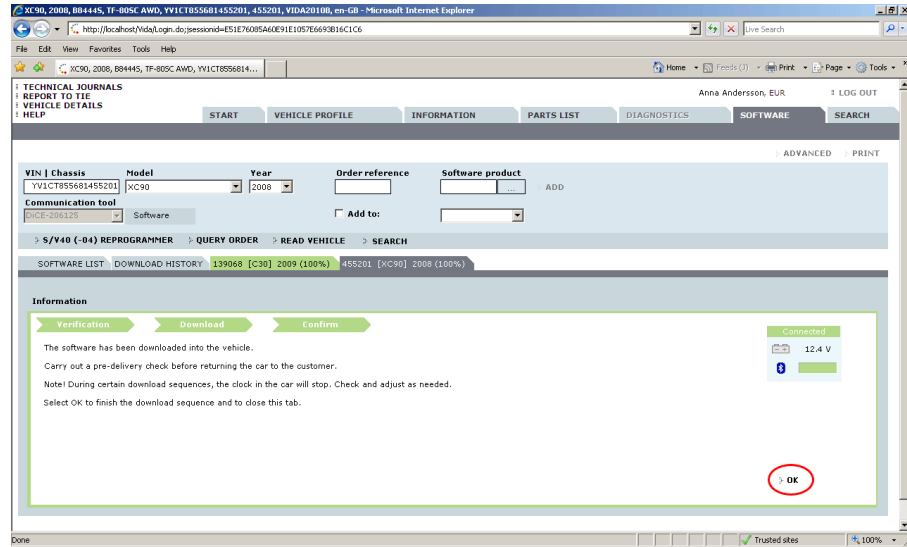 XC90, 2008, B8444S, TF-80SC AWD, YV1CT855681455201, 455201, VIDA20108, en-GB - Microsoft Internet Explorer
http://localhost/Vida/Login.do;jsessionid=E51E76085A60E91E1057E6693B16C1C6
Live Search
File Edit View Favorites Tools Help
XC90, 2008, B8444S, TF-80SC AWD, YV1CT8556814...
Home Feeds (J) Print Page Tools
TECHNICAL JOURNALS
REPORT TO TIE
VEHICLE DETAILS
HELP
Anna Andersson, EUR LOG OUT
START VEHICLE PROFILE INFORMATION PARTS LIST DIAGNOSTICS SOFTWARE SEARCH
ADVANCED PRINT
VIN | Chassis Model Year Order reference Software product
YV1CT855681455201 XC90 2008 ... ADD
Communication tool
DiCE-206125 Software Add to:
S/V40 (-04) REPROGRAMMER QUERY ORDER READ VEHICLE SEARCH
SOFTWARE LIST DOWNLOAD HISTORY 139068 [C30] 2009 (100%) 455201 [XC90] 2008 (100%)
Information
Verification Download Confirm
The software has been downloaded into the vehicle.
Carry out a pre-delivery check before returning the car to the customer.
Note! During certain download sequences, the clock in the car will stop. Check and adjust as needed.
Select OK to finish the download sequence and to close this tab.
Connected
12.4 V
OK
Done Trusted sites 100%